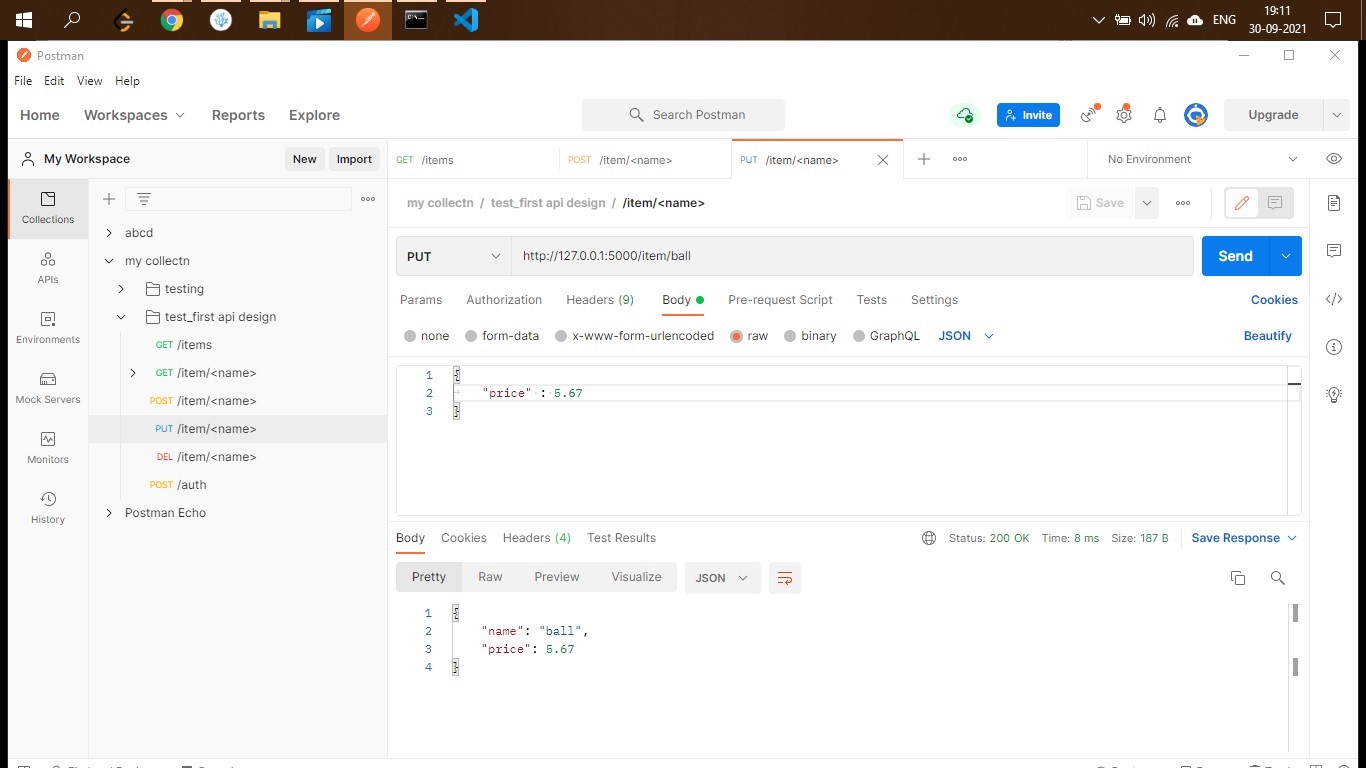 ENG
19:11
30-09-2021
Postman
File Edit View Help
Home Workspaces Reports Explore
Search Postman
Invite
Upgrade
My Workspace
New Import
GET /items
POST /item/<name>
PUT /item/<name>
No Environment
Collections
APIs
Environments
Mock Servers
Monitors
History
abcd
my collectn
testing
test_first api design
GET /items
GET /item/<name>
POST /item/<name>
PUT /item/<name>
DEL /item/<name>
POST /auth
Postman Echo
my collectn / test_first api design / /item/<name>
Save
PUT http://127.0.0.1:5000/item/ball
Send
Params Authorization Headers (9) Body Pre-request Script Tests Settings Cookies
none form-data x-www-form-urlencoded raw binary GraphQL JSON Beautify
1 {
2 "price" : 5.67
3 }
Body Cookies Headers (4) Test Results
Status: 200 OK Time: 8 ms Size: 187 B Save Response
Pretty Raw Preview Visualize JSON
1 {
2 "name": "ball",
3 "price": 5.67
4 }